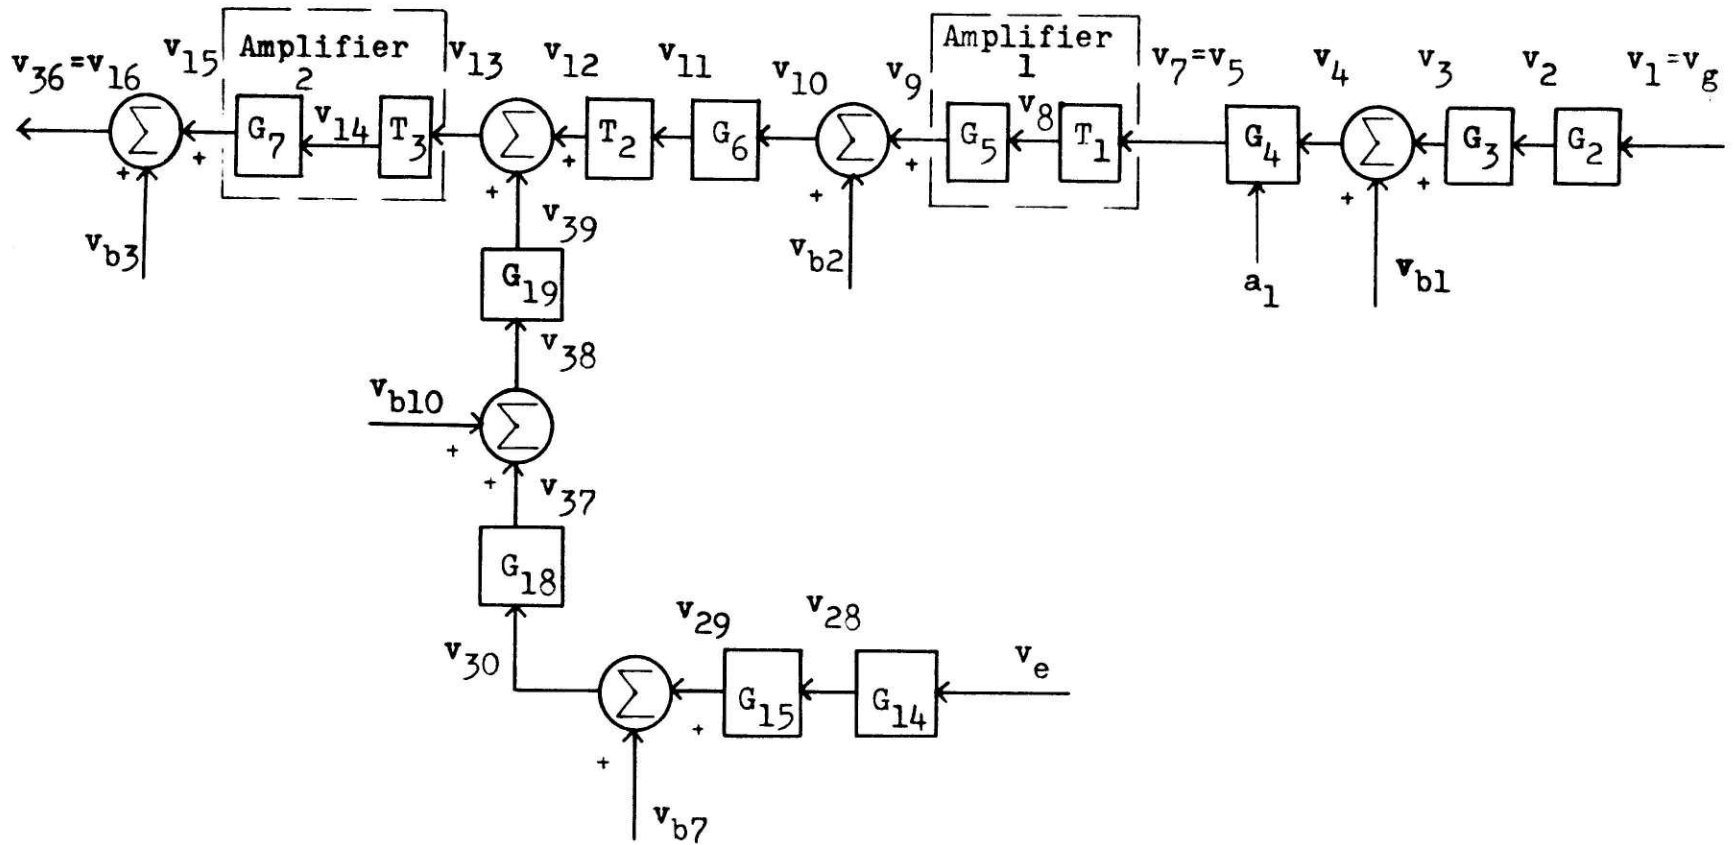 v36=v16 v15 Amplifier 2 v13 v12 v11 v10 v9 Amplifier 1 v7=v5 v4 v3 v2 v1=vg
Σ + + G7 v14 T3 Σ + + T2 G6 Σ + + G5 v8 T1 G4 Σ + + G3 G2
vb3 v39 vb2 a1 vb1
G19
v38
vb10
Σ + +
v37
G18
v30 v29 v28 ve
Σ + + G15 G14
vb7